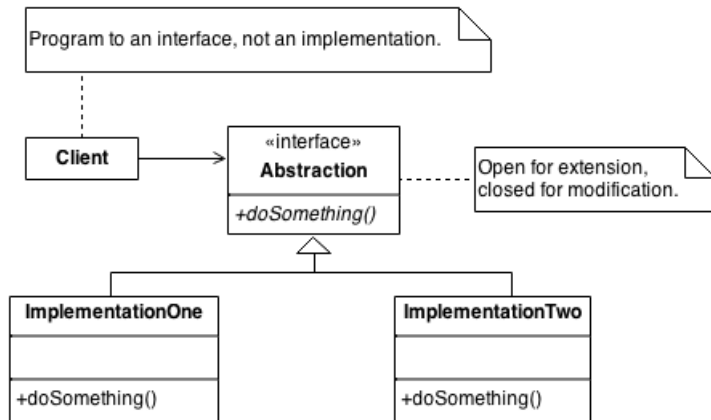 Program to an interface, not an implementation.
Client
«interface»
Abstraction
+doSomething()
Open for extension,
closed for modification.
ImplementationOne
+doSomething()
ImplementationTwo
+doSomething()